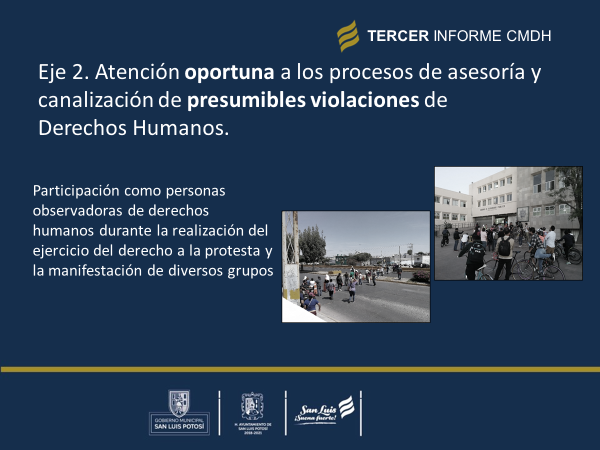 TERCER INFORME CMDH
Eje 2. Atención oportuna a los procesos de asesoría y
canalización de presumibles violaciones de
Derechos Humanos.
Participación como personas
observadoras de derechos
humanos durante la realización del
ejercicio del derecho a la protesta y
la manifestación de diversos grupos
GOBIERNO MUNICIPAL
SAN LUIS POTOSÍ
H. AYUNTAMIENTO DE
SAN LUIS POTOSÍ
2018-2021
San Luis
¡Suena fuerte!